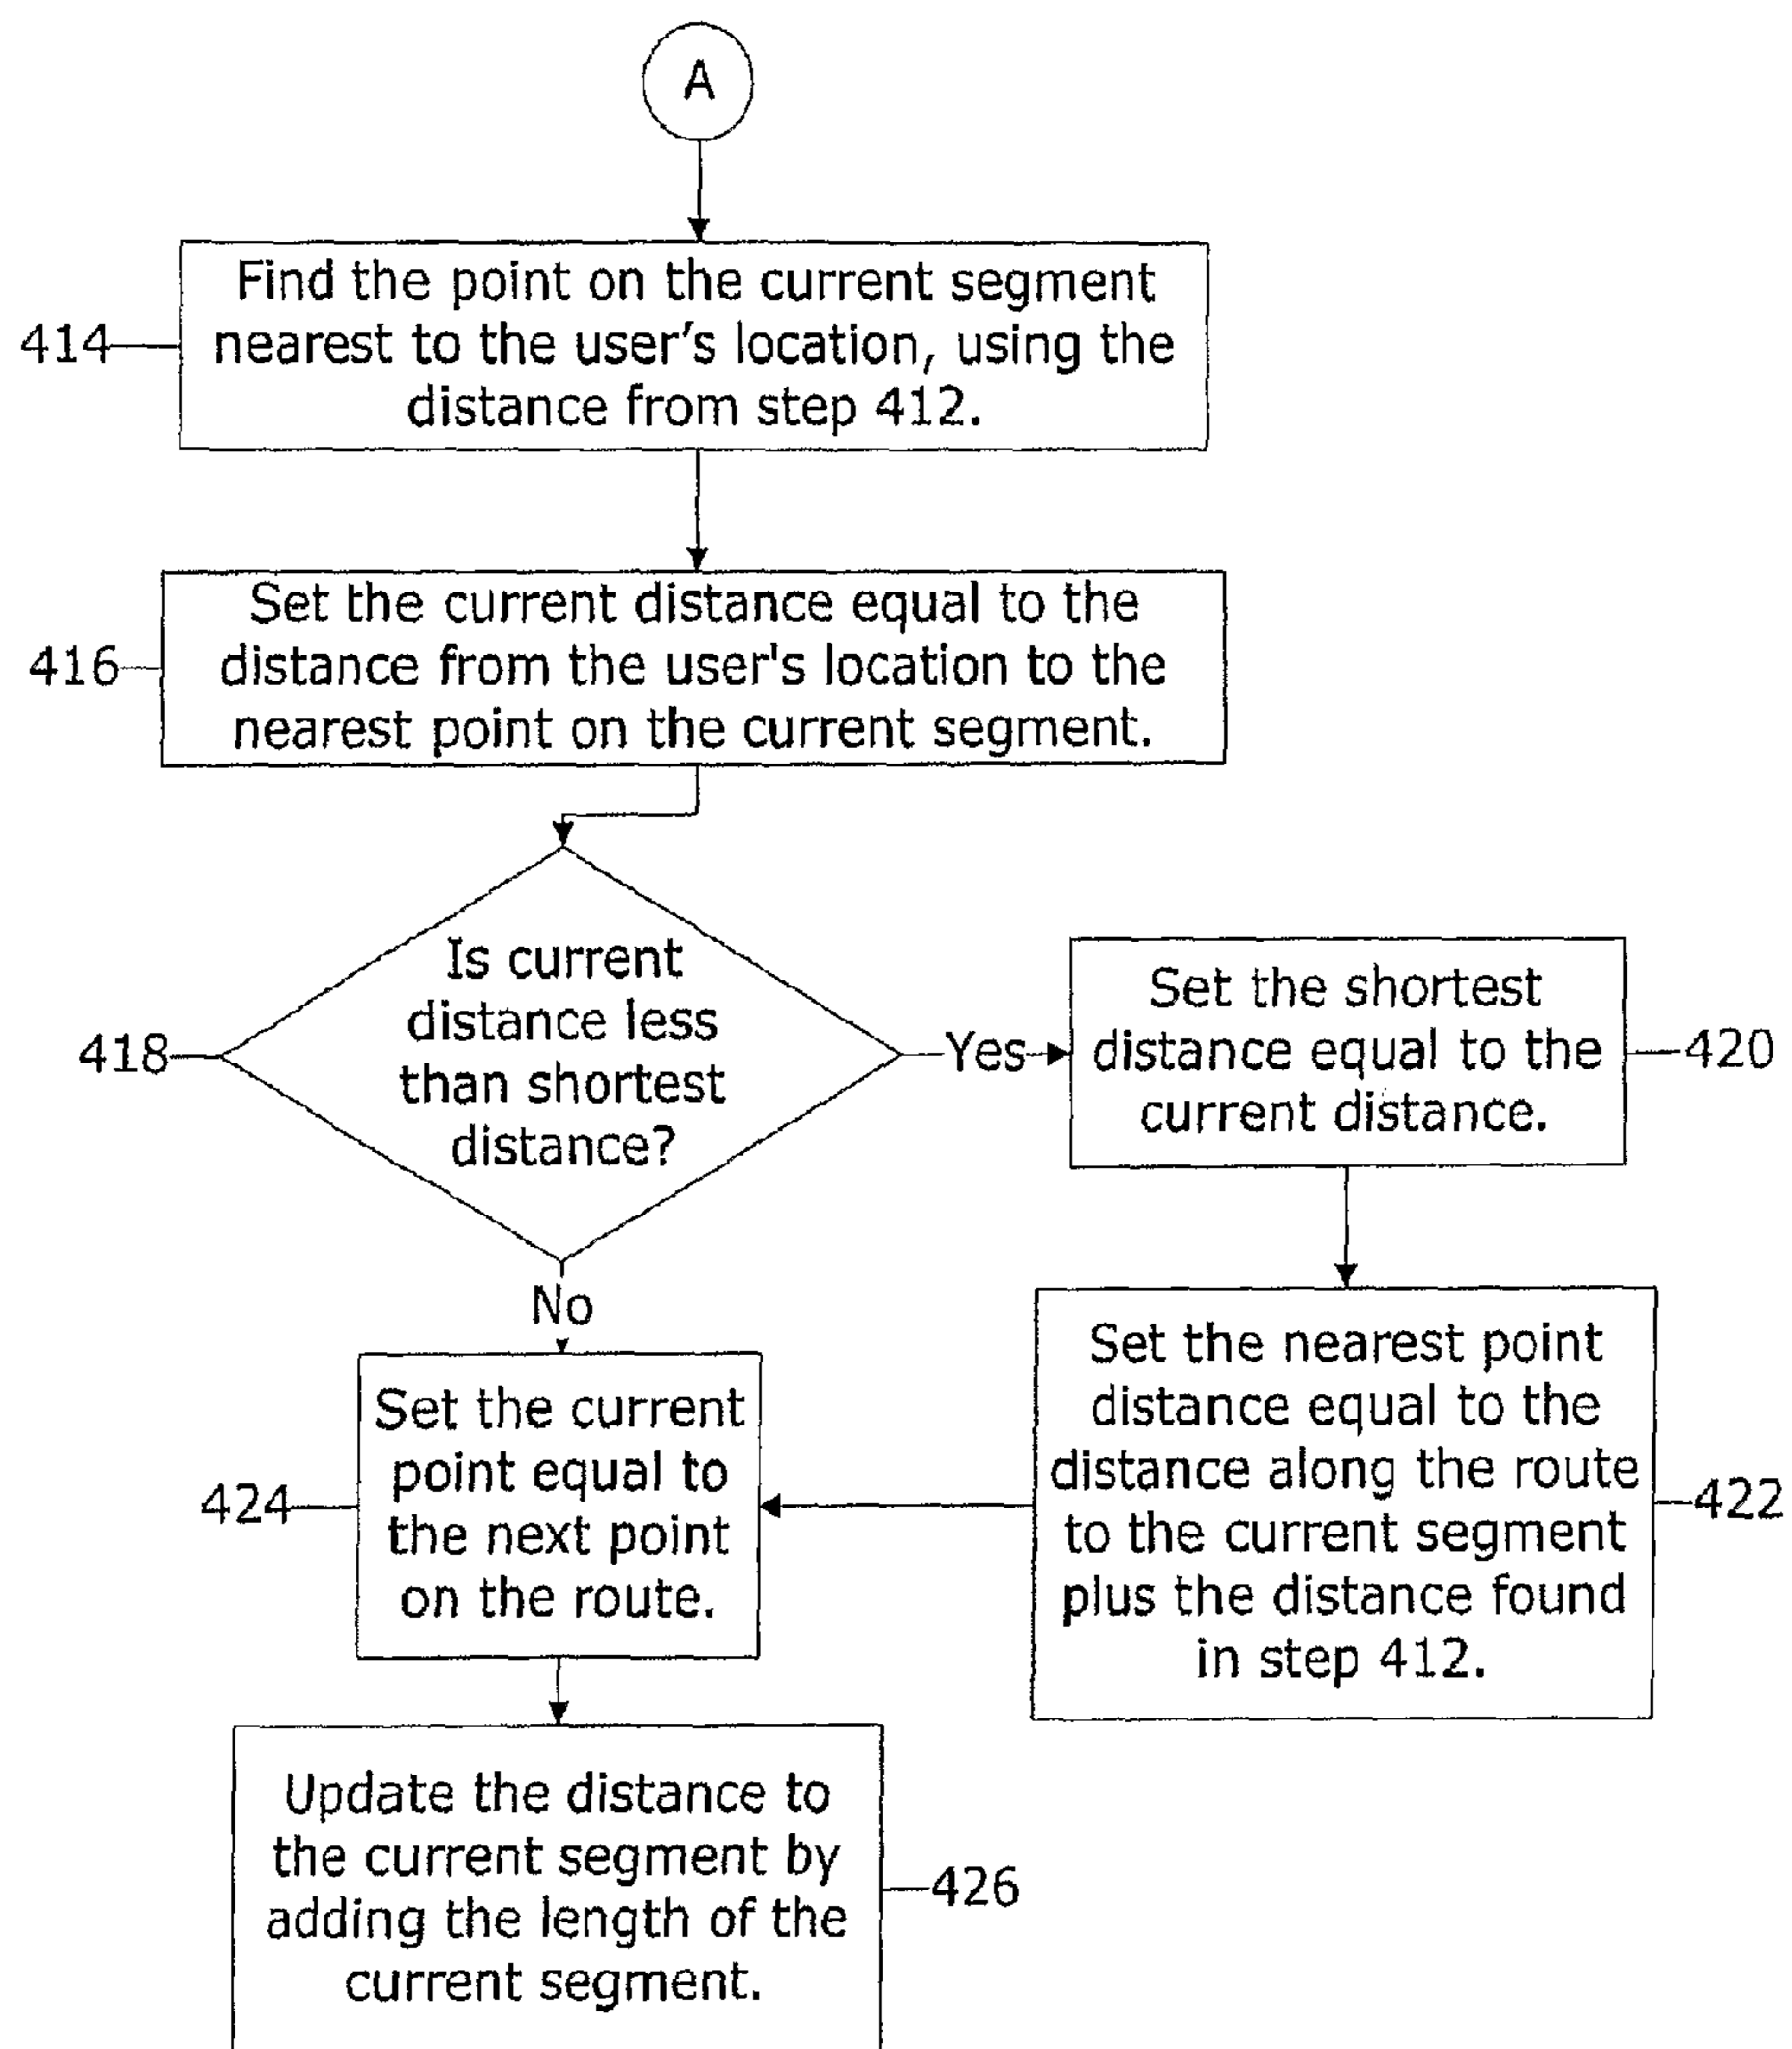 A
Find the point on the current segment
nearest to the user's location, using the
distance from step 412.
414
Set the current distance equal to the
distance from the user's location to the
nearest point on the current segment.
416
Is current
distance less
than shortest
distance?
418
Yes
Set the shortest
distance equal to the
current distance.
420
No
Set the nearest point
distance equal to the
distance along the route
to the current segment
plus the distance found
in step 412.
422
Set the current
point equal to
the next point
on the route.
424
Update the distance to
the current segment by
adding the length of the
current segment.
426